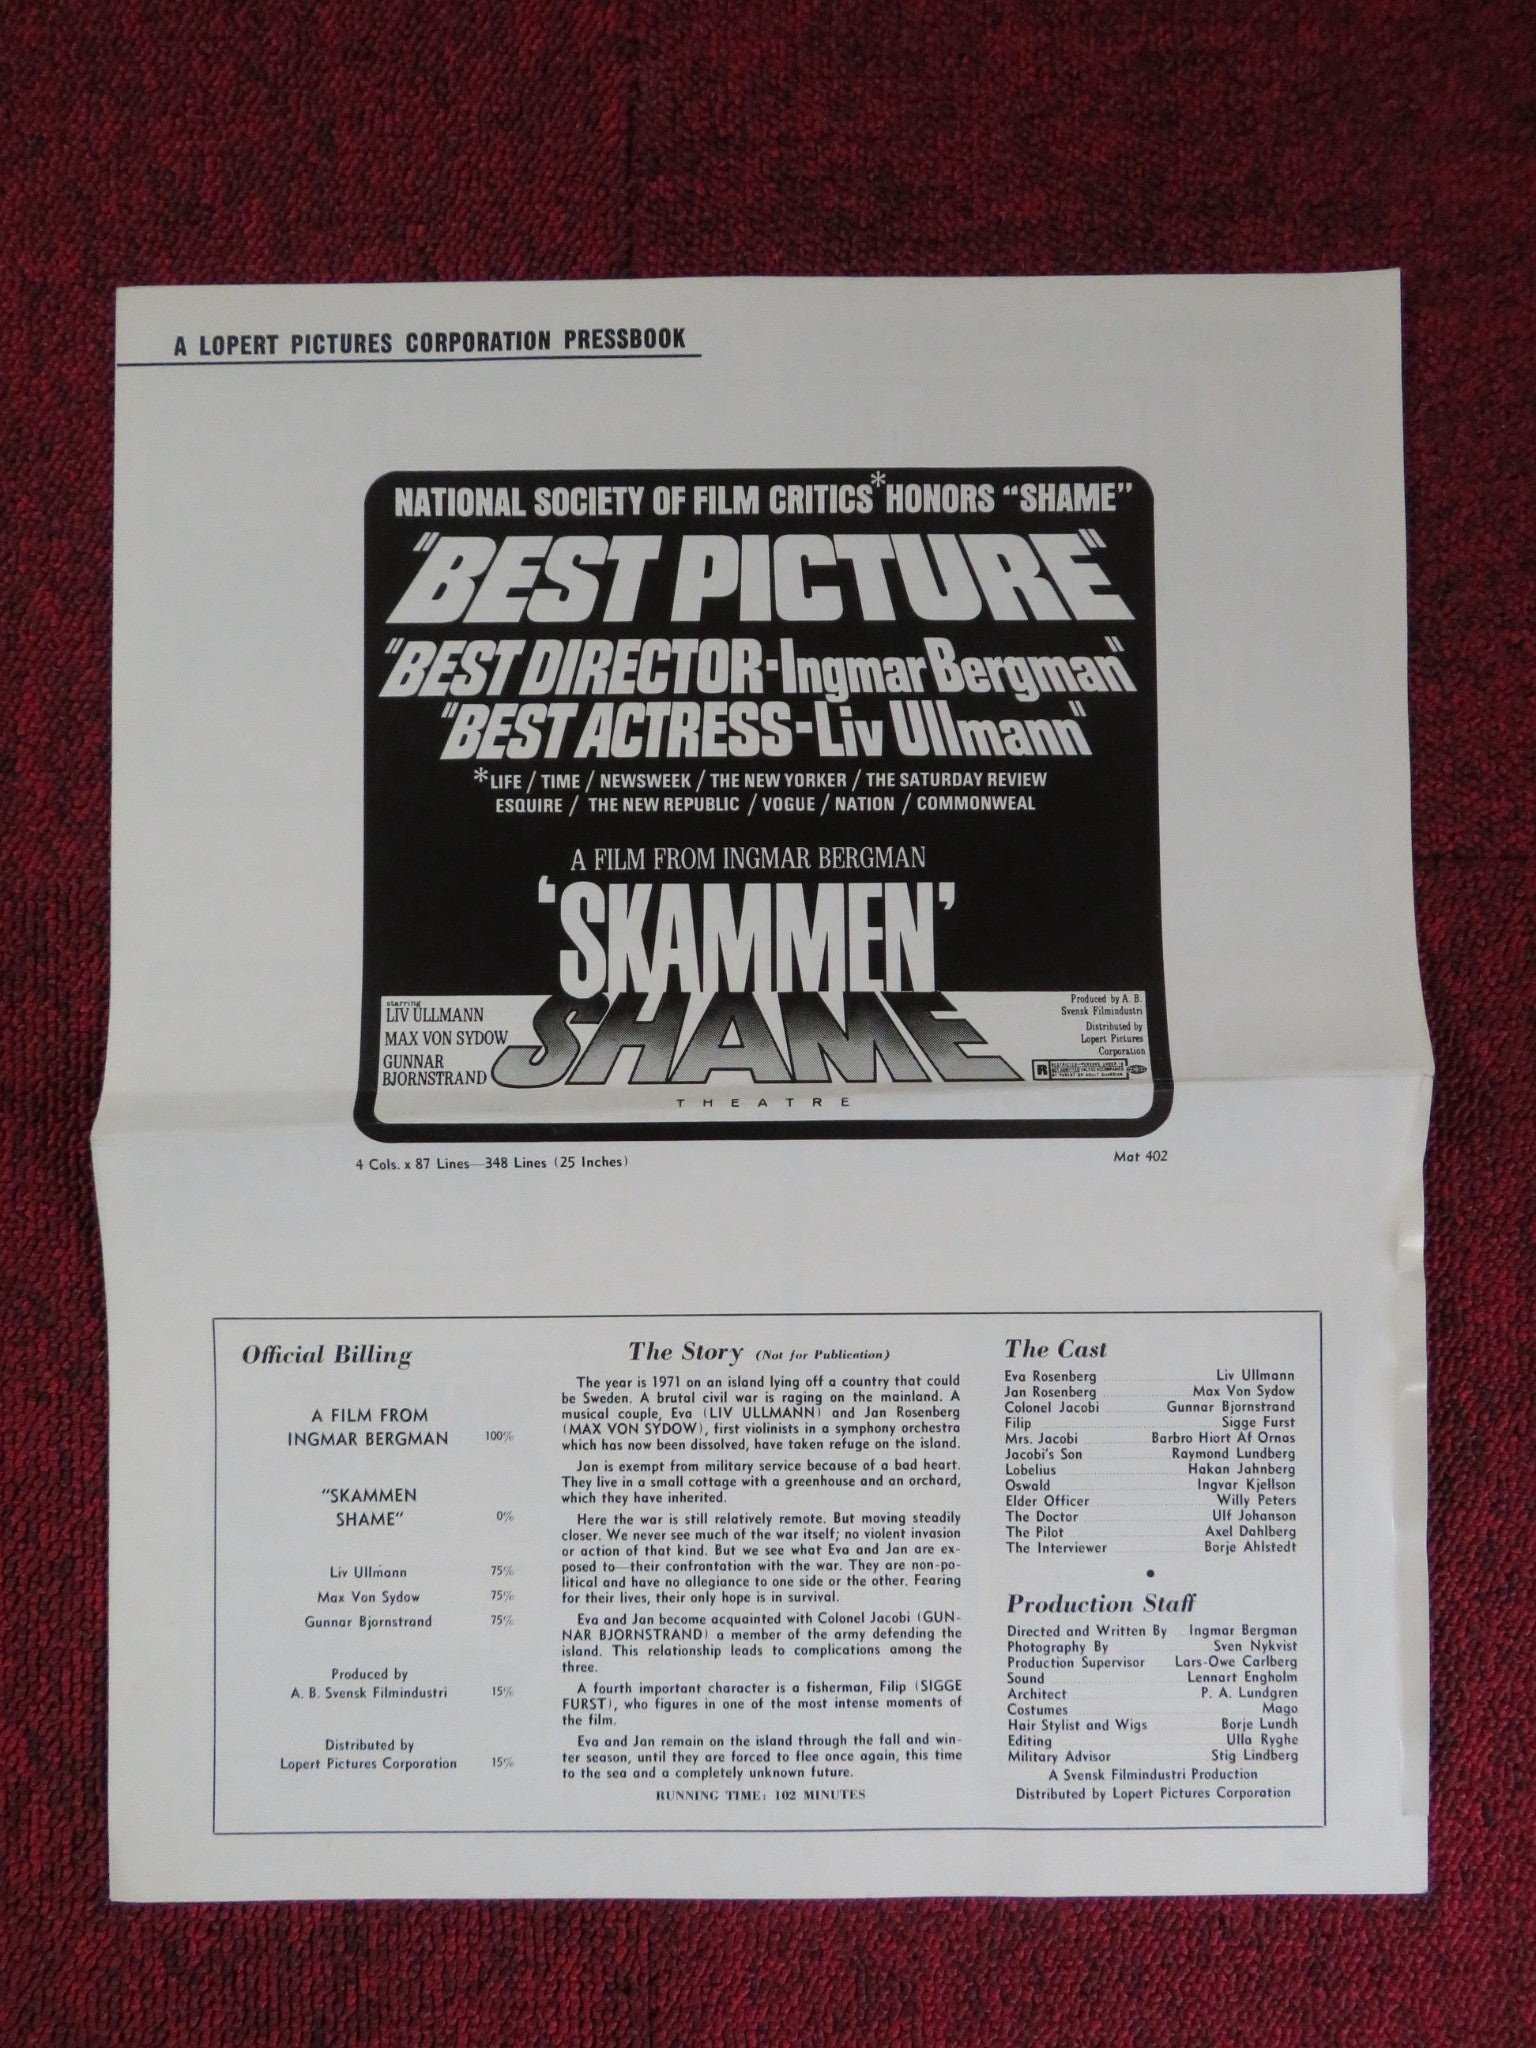 A LOPERT PICTURES CORPORATION PRESSBOOK
NATIONAL SOCIETY OF FILM CRITICS* HONORS "SHAME"
"BEST PICTURE"
"BEST DIRECTOR-Ingmar Bergman"
"BEST ACTRESS-Liv Ullmann"
*LIFE / TIME / NEWSWEEK / THE NEW YORKER / THE SATURDAY REVIEW
ESQUIRE / THE NEW REPUBLIC / VOGUE / NATION / COMMONWEAL
A FILM FROM INGMAR BERGMAN
'SKAMMEN'
SHAME
starring
LIV ULLMANN
MAX VON SYDOW
GUNNAR
BJORNSTRAND
Produced by A. B.
Svensk Filmindustri
Distributed by
Lopert Pictures
Corporation
R
THEATRE
4 Cols. x 87 Lines—348 Lines (25 Inches)
Mat 402
Official Billing
A FILM FROM
INGMAR BERGMAN 100%
"SKAMMEN
SHAME" 0%
Liv Ullmann 75%
Max Von Sydow 75%
Gunnar Bjornstrand 75%
Produced by
A. B. Svensk Filmindustri 15%
Distributed by
Lopert Pictures Corporation 15%
The Story (Not for Publication)
The year is 1971 on an island lying off a country that could
be Sweden. A brutal civil war is raging on the mainland. A
musical couple, Eva (LIV ULLMANN) and Jan Rosenberg
(MAX VON SYDOW), first violinists in a symphony orchestra
which has now been dissolved, have taken refuge on the island.
Jan is exempt from military service because of a bad heart.
They live in a small cottage with a greenhouse and an orchard,
which they have inherited.
Here the war is still relatively remote. But moving steadily
closer. We never see much of the war itself; no violent invasion
or action of that kind. But we see what Eva and Jan are ex-
posed to—their confrontation with the war. They are non-po-
litical and have no allegiance to one side or the other. Fearing
for their lives, their only hope is in survival.
Eva and Jan become acquainted with Colonel Jacobi (GUN-
NAR BJORNSTRAND) a member of the army defending the
island. This relationship leads to complications among the
three.
A fourth important character is a fisherman, Filip (SIGGE
FURST), who figures in one of the most intense moments of
the film.
Eva and Jan remain on the island through the fall and win-
ter season, until they are forced to flee once again, this time
to the sea and a completely unknown future.
RUNNING TIME: 102 MINUTES
The Cast
Eva Rosenberg Liv Ullmann
Jan Rosenberg Max Von Sydow
Colonel Jacobi Gunnar Bjornstrand
Filip Sigge Furst
Mrs. Jacobi Barbro Hiort Af Ornas
Jacobi's Son Raymond Lundberg
Lobelius Hakan Jahnberg
Oswald Ingvar Kjellson
Elder Officer Willy Peters
The Doctor Ulf Johanson
The Pilot Axel Dahlberg
The Interviewer Borje Ahlstedt
•
Production Staff
Directed and Written By Ingmar Bergman
Photography By Sven Nykvist
Production Supervisor Lars-Owe Carlberg
Sound Lennart Engholm
Architect P. A. Lundgren
Costumes Mago
Hair Stylist and Wigs Borje Lundh
Editing Ulla Ryghe
Military Advisor Stig Lindberg
A Svensk Filmindustri Production
Distributed by Lopert Pictures Corporation